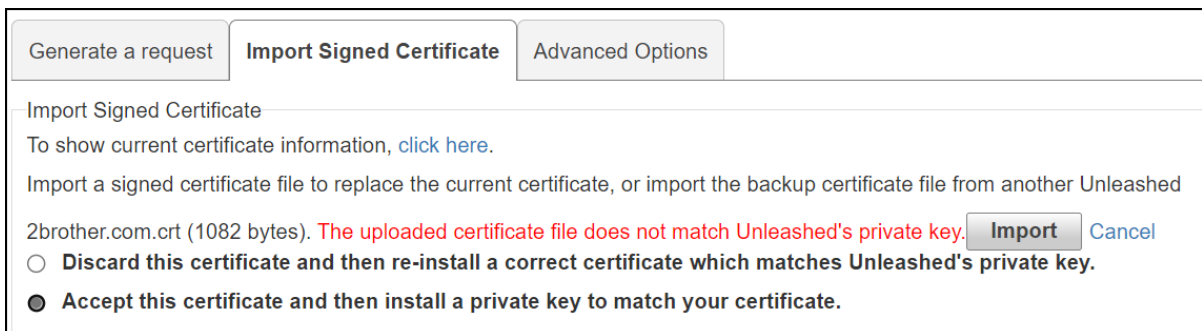 Generate a request
Import Signed Certificate
Advanced Options
Import Signed Certificate
To show current certificate information, click here.
Import a signed certificate file to replace the current certificate, or import the backup certificate file from another Unleashed
2brother.com.crt (1082 bytes). The uploaded certificate file does not match Unleashed's private key. Import Cancel
Discard this certificate and then re-install a correct certificate which matches Unleashed's private key.
Accept this certificate and then install a private key to match your certificate.